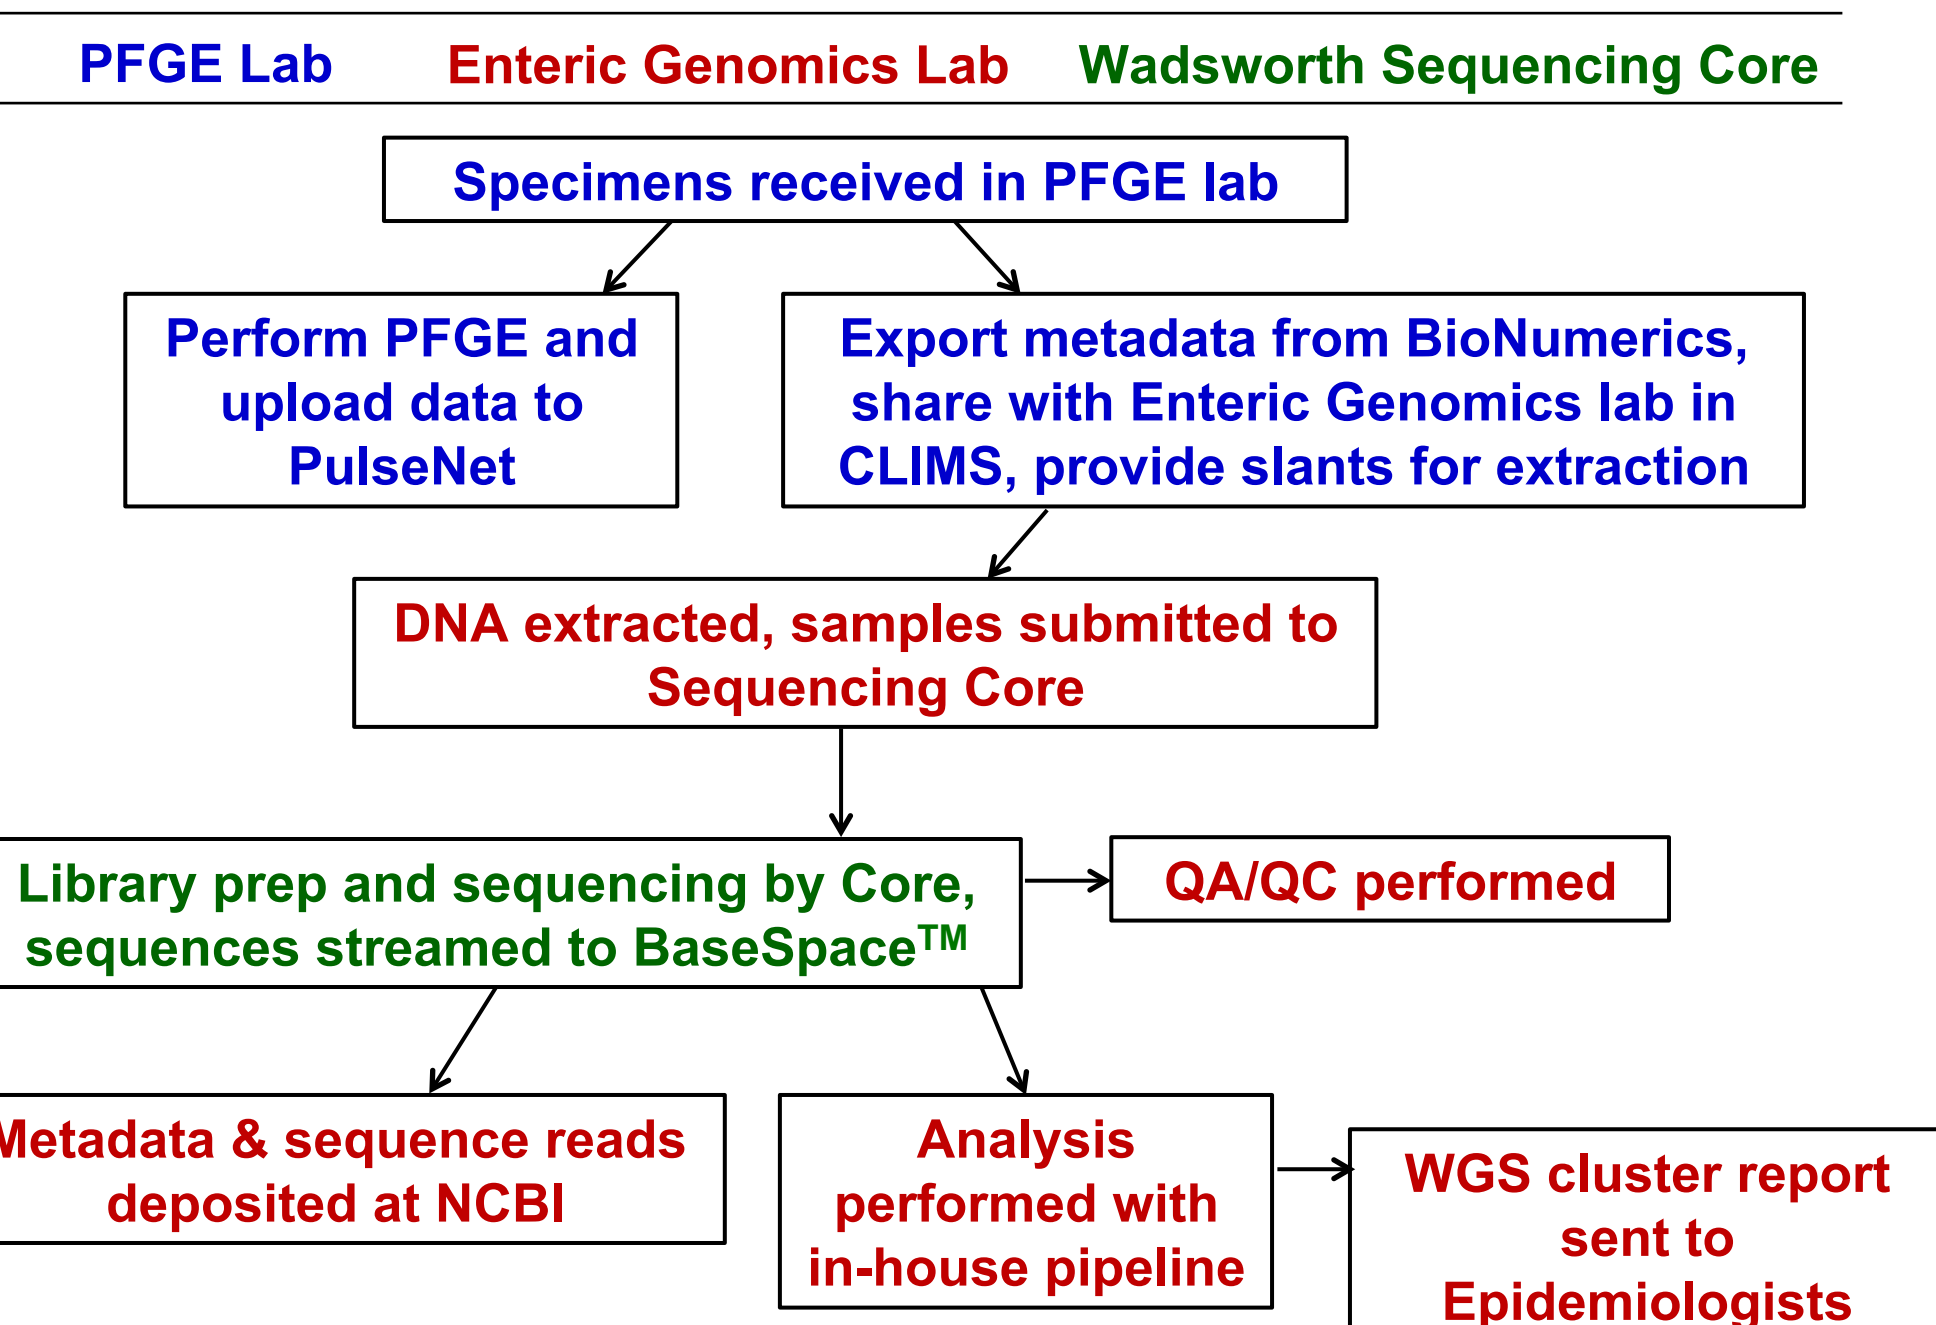 PFGE Lab Enteric Genomics Lab Wadsworth Sequencing Core
Specimens received in PFGE lab
Perform PFGE and
upload data to
PulseNet
Export metadata from BioNumerics,
share with Enteric Genomics lab in
CLIMS, provide slants for extraction
DNA extracted, samples submitted to
Sequencing Core
Library prep and sequencing by Core,
sequences streamed to BaseSpace™
QA/QC performed
Metadata & sequence reads
deposited at NCBI
Analysis
performed with
in-house pipeline
WGS cluster report
sent to
Epidemiologists